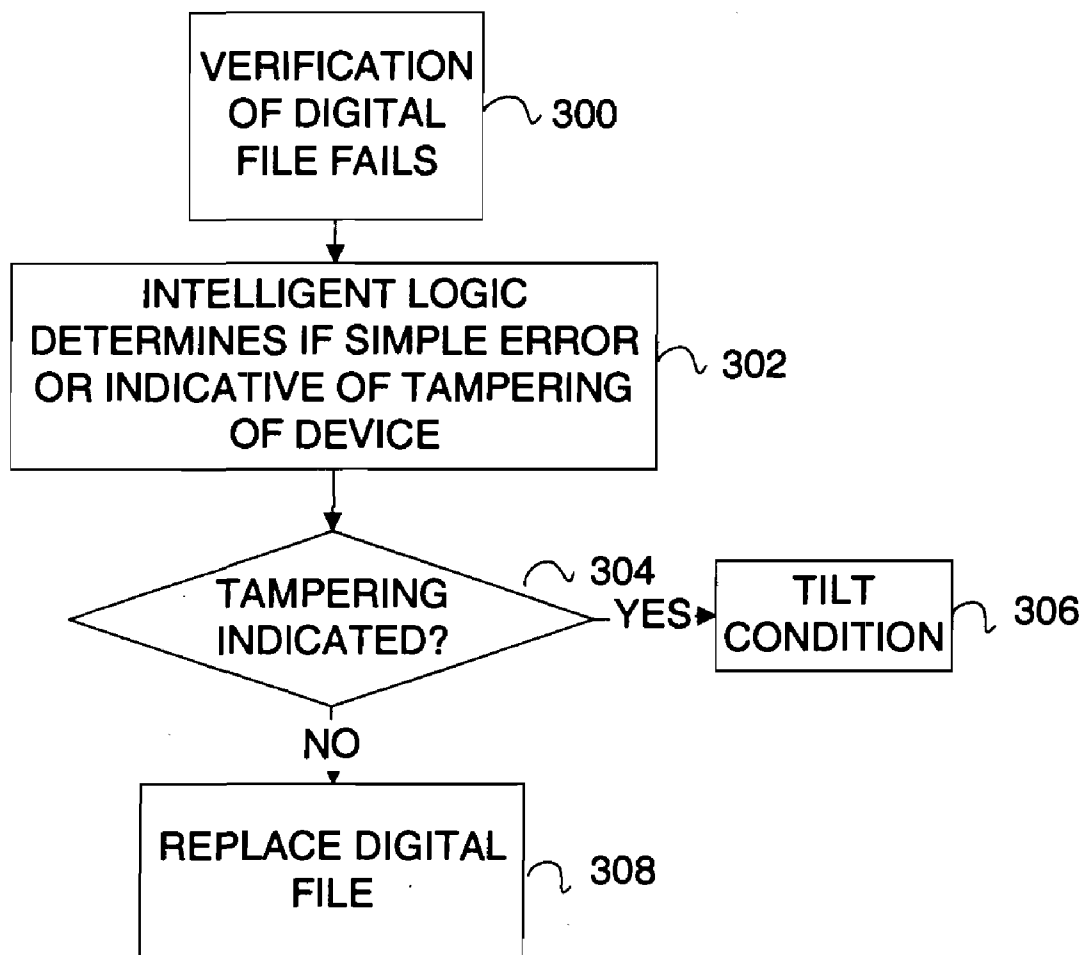 VERIFICATION
OF DIGITAL
FILE FAILS
300
INTELLIGENT LOGIC
DETERMINES IF SIMPLE ERROR
OR INDICATIVE OF TAMPERING
OF DEVICE
302
TAMPERING
INDICATED?
304
YES
TILT
CONDITION
306
NO
REPLACE DIGITAL
FILE
308